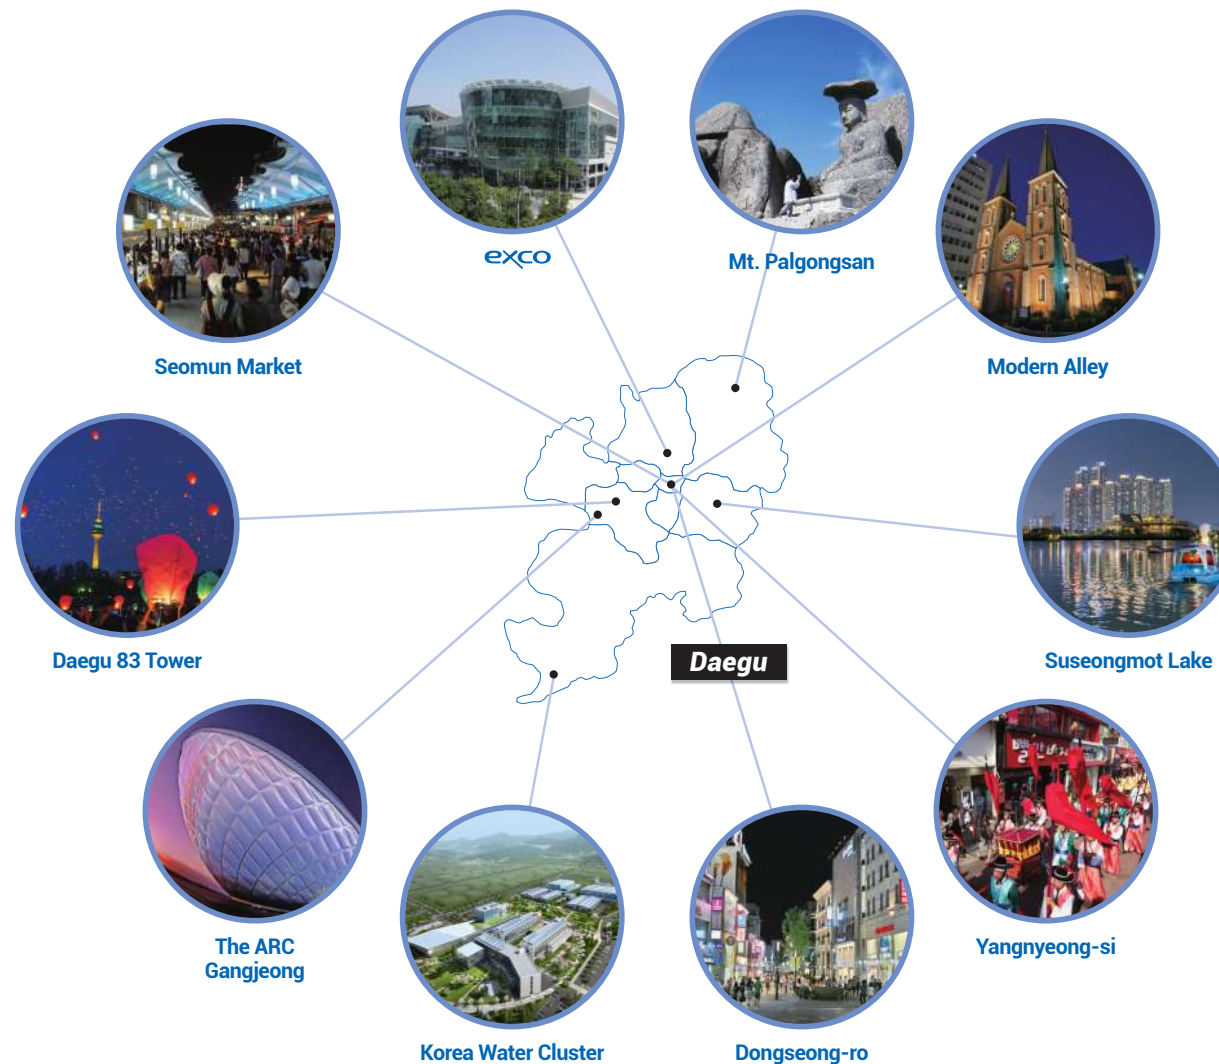 exco
Mt. Palgongsan
Seomun Market
Modern Alley
Daegu 83 Tower
Suseongmot Lake
Daegu
The ARC
Gangjeong
Yangnyeong-si
Korea Water Cluster
Dongseong-ro